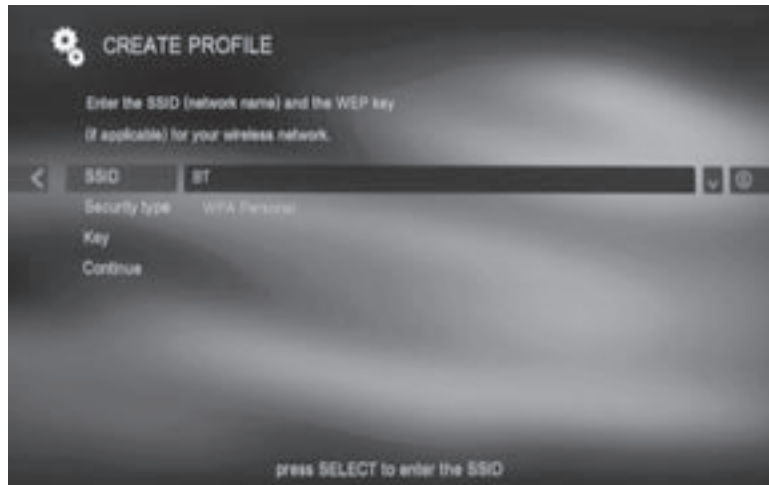 CREATE PROFILE
Enter the SSID (network name) and the WEP key
(if applicable) for your wireless network.
SSID BT
Security type WPA Personal
Key
Continue
press SELECT to enter the SSID